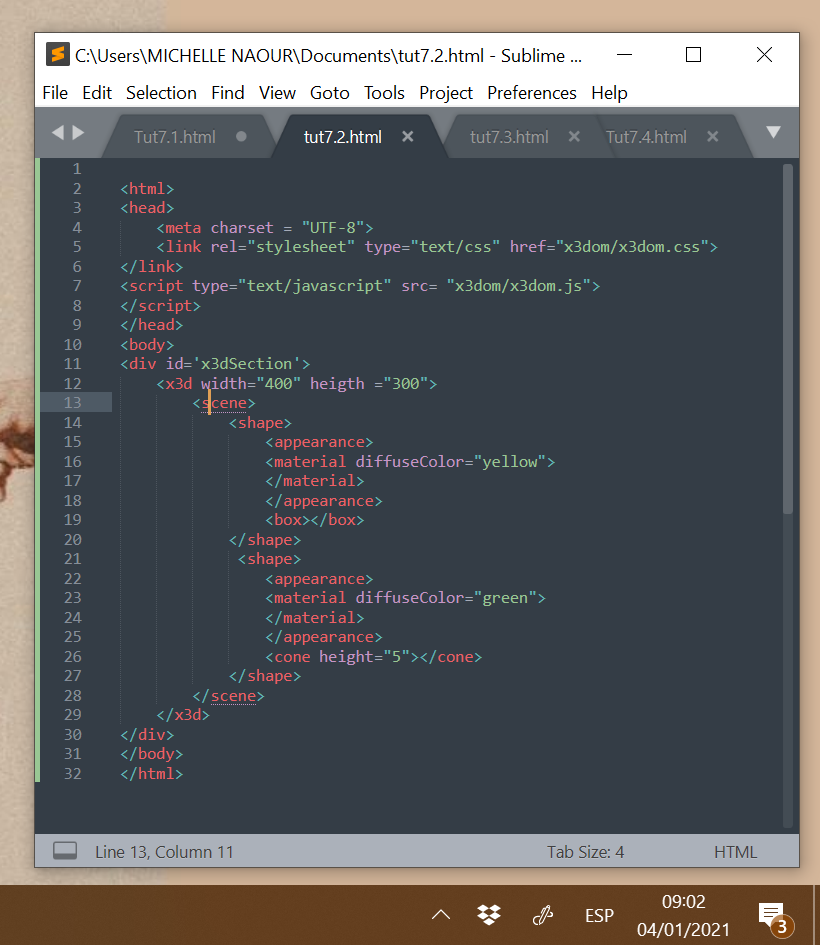 C:\Users\MICHELLE NAOUR\Documents\tut7.2.html - Sublime ...
File Edit Selection Find View Goto Tools Project Preferences Help
Tut7.1.html tut7.2.html tut7.3.html Tut7.4.html
1
2 <html>
3 <head>
4 <meta charset = "UTF-8">
5 <link rel="stylesheet" type="text/css" href="x3dom/x3dom.css">
6 </link>
7 <script type="text/javascript" src= "x3dom/x3dom.js">
8 </script>
9 </head>
10 <body>
11 <div id='x3dSection'>
12 <x3d width="400" heigth ="300">
13 <scene>
14 <shape>
15 <appearance>
16 <material diffuseColor="yellow">
17 </material>
18 </appearance>
19 <box></box>
20 </shape>
21 <shape>
22 <appearance>
23 <material diffuseColor="green">
24 </material>
25 </appearance>
26 <cone height="5"></cone>
27 </shape>
28 </scene>
29 </x3d>
30 </div>
31 </body>
32 </html>
Line 13, Column 11 Tab Size: 4 HTML
ESP 09:02
04/01/2021 3